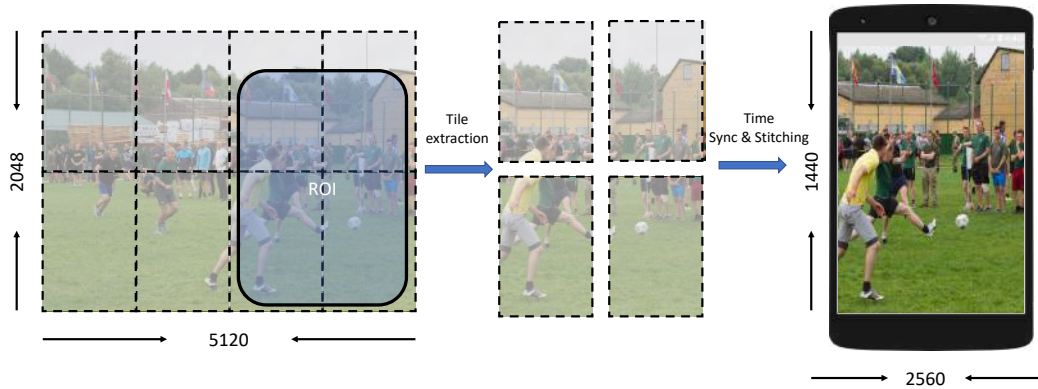 2048
5120
ROI
Tile
extraction
Time
Sync & Stitching
1440
2560